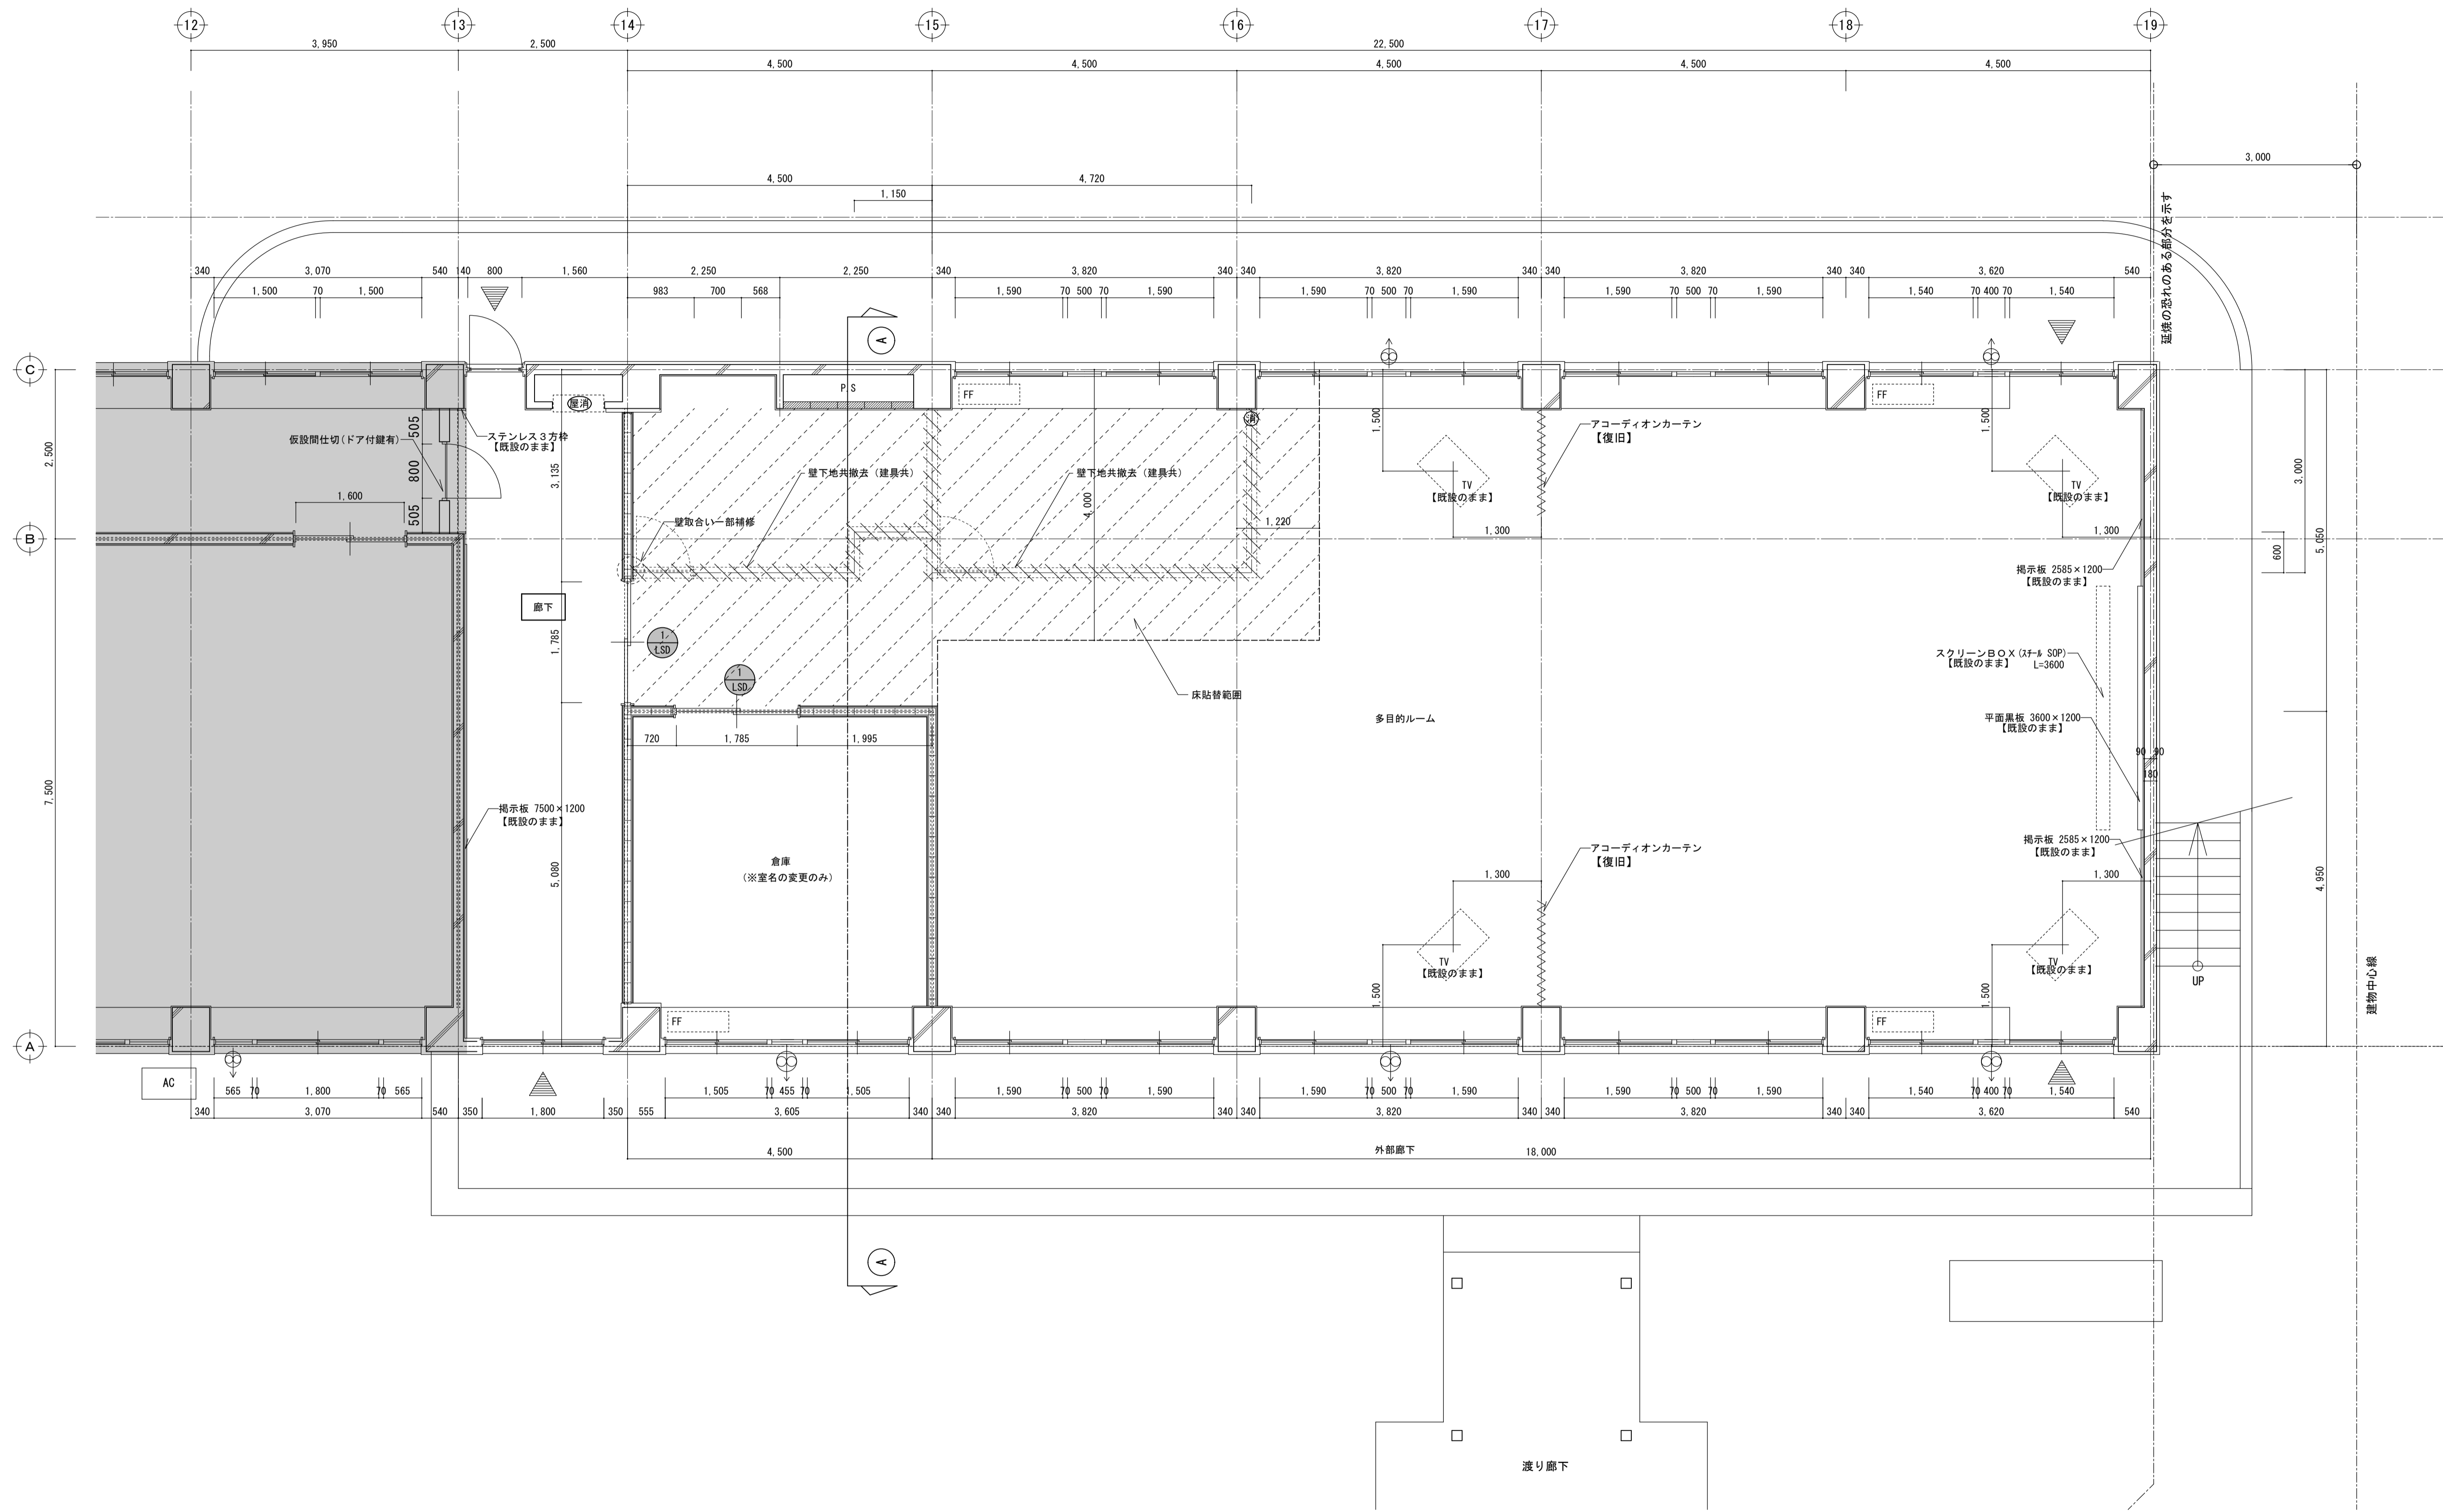 12 13 14 15 16 17 18 19
3,950 2,500 22,500
4,500 4,500 4,500 4,500 4,500
3,000
4,500 4,720
1,150
延焼の恐れのある部分を示す
340 3,070 540 140 800 1,560 2,250 2,250 340 3,820 340 340 3,820 340 340 3,820 340 340 3,620 540
1,500 70 1,500 983 700 568 1,590 70 500 70 1,590 1,590 70 500 70 1,590 1,590 70 500 70 1,590 1,540 70 400 70 1,540
A
C
PS
FF
FF
屋消
消
仮設間仕切(ドア付鍵有)
505
800
505
ステンレス3方枠
【既設のまま】
1,500
1,500
アコーディオンカーテン
【復旧】
2,500
3,135
壁下地共撤去（建具共）
壁下地共撤去（建具共）
3,000
TV
【既設のまま】
TV
【既設のまま】
1,600
4,000
壁取合い一部補修
1,220
1,300
1,300
B
5,050
600
掲示板 2585×1200
【既設のまま】
廊下
1,785
1
LSD
1
LSD
スクリーンBOX(スチール SOP)
【既設のまま】 L=3600
床貼替範囲
多目的ルーム
平面黒板 3600×1200
【既設のまま】
720 1,785 1,995
90 90
180
7,500
掲示板 7500×1200
【既設のまま】
5,080
倉庫
(※室名の変更のみ)
アコーディオンカーテン
【復旧】
掲示板 2585×1200
【既設のまま】
1,300
1,300
4,950
TV
【既設のまま】
TV
【既設のまま】
1,500
1,500
UP
建物中心線
FF
FF
A
AC
565 70 1,800 70 565 1,505 70 455 70 1,505 1,590 70 500 70 1,590 1,590 70 500 70 1,590 1,590 70 500 70 1,590 1,540 70 400 70 1,540
340 3,070 540 350 1,800 350 555 3,605 340 340 3,820 340 340 3,820 340 340 3,820 340 340 3,620 540
4,500 外部廊下 18,000
A
渡り廊下